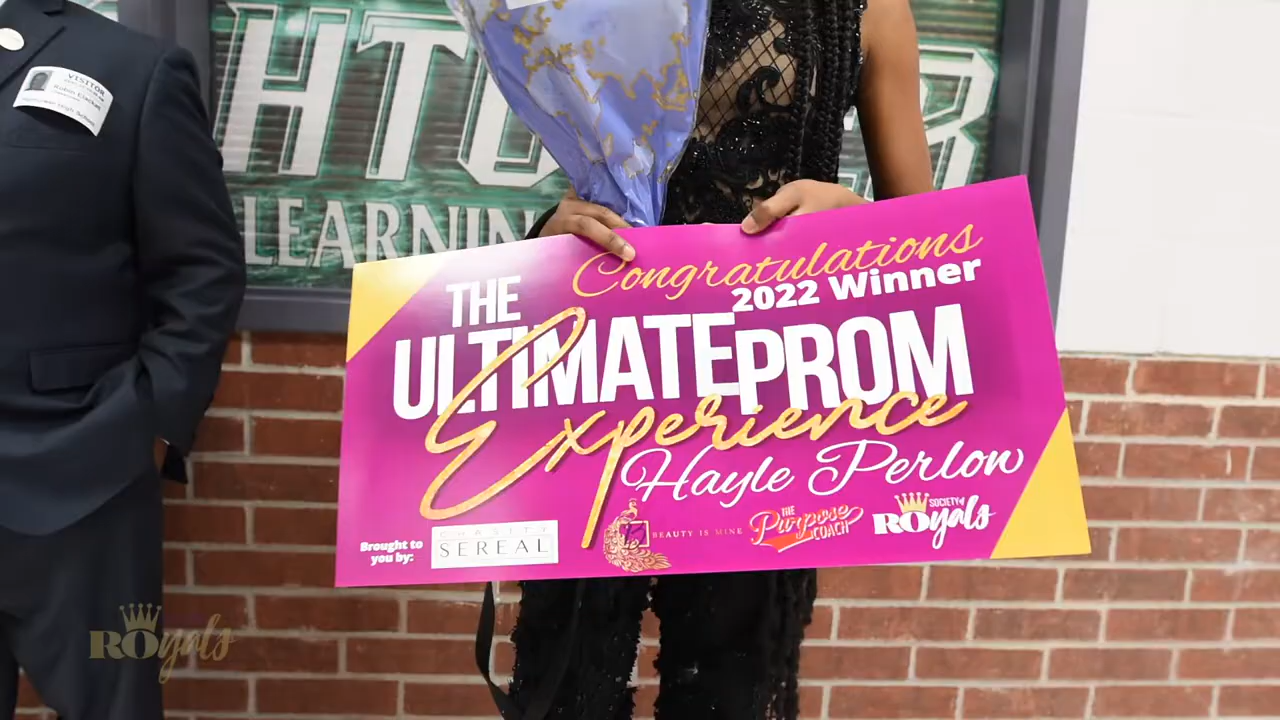 VISITOR
HTO
LEARNIN
Congratulations
2022 Winner
THE
ULTIMATE PROM
Experience
Hayle Perlow
Brought to
you by:
CHASITY
SEREAL
BEAUTY IS MINE
THE
Purpose
COACH
SOCIETY of
ROyals
ROyals